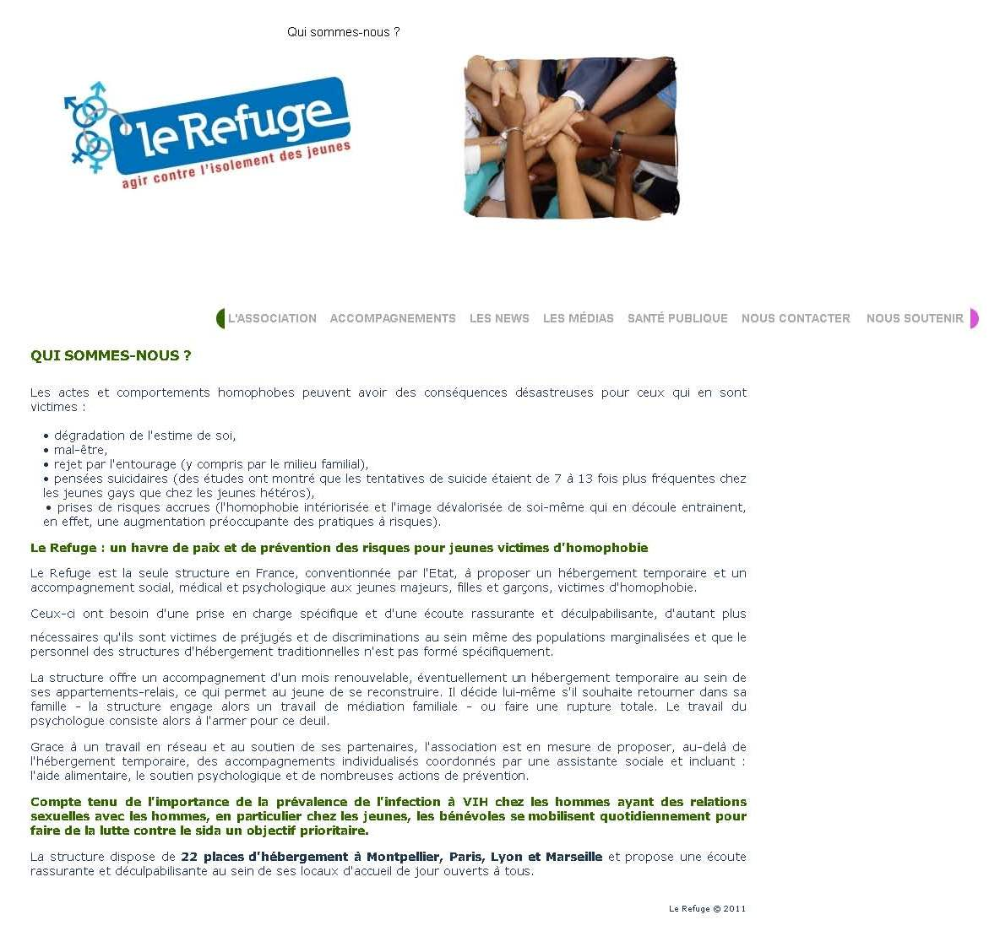 Qui sommes-nous ?
le Refuge
agir contre l'isolement des jeunes
L'ASSOCIATION ACCOMPAGNEMENTS LES NEWS LES MÉDIAS SANTÉ PUBLIQUE NOUS CONTACTER NOUS SOUTENIR
QUI SOMMES-NOUS ?
Les actes et comportements homophobes peuvent avoir des conséquences désastreuses pour ceux qui en sont
victimes :
• dégradation de l'estime de soi,
• mal-être,
• rejet par l'entourage (y compris par le milieu familial),
• pensées suicidaires (des études ont montré que les tentatives de suicide étaient de 7 à 13 fois plus fréquentes chez
les jeunes gays que chez les jeunes hétéros),
• prises de risques accrues (l'homophobie intériorisée et l'image dévalorisée de soi-même qui en découle entrainent,
en effet, une augmentation préoccupante des pratiques à risques).
Le Refuge : un havre de paix et de prévention des risques pour jeunes victimes d'homophobie
Le Refuge est la seule structure en France, conventionnée par l'Etat, à proposer un hébergement temporaire et un
accompagnement social, médical et psychologique aux jeunes majeurs, filles et garçons, victimes d'homophobie.
Ceux-ci ont besoin d'une prise en charge spécifique et d'une écoute rassurante et déculpabilisante, d'autant plus
nécessaires qu'ils sont victimes de préjugés et de discriminations au sein même des populations marginalisées et que le
personnel des structures d'hébergement traditionnelles n'est pas formé spécifiquement.
La structure offre un accompagnement d'un mois renouvelable, éventuellement un hébergement temporaire au sein de
ses appartements-relais, ce qui permet au jeune de se reconstruire. Il décide lui-même s'il souhaite retourner dans sa
famille - la structure engage alors un travail de médiation familiale - ou faire une rupture totale. Le travail du
psychologue consiste alors à l'armer pour ce deuil.
Grace à un travail en réseau et au soutien de ses partenaires, l'association est en mesure de proposer, au-delà de
l'hébergement temporaire, des accompagnements individualisés coordonnés par une assistante sociale et incluant :
l'aide alimentaire, le soutien psychologique et de nombreuses actions de prévention.
Compte tenu de l'importance de la prévalence de l'infection à VIH chez les hommes ayant des relations
sexuelles avec les hommes, en particulier chez les jeunes, les bénévoles se mobilisent quotidiennement pour
faire de la lutte contre le sida un objectif prioritaire.
La structure dispose de 22 places d'hébergement à Montpellier, Paris, Lyon et Marseille et propose une écoute
rassurante et déculpabilisante au sein de ses locaux d'accueil de jour ouverts à tous.
Le Refuge © 2011